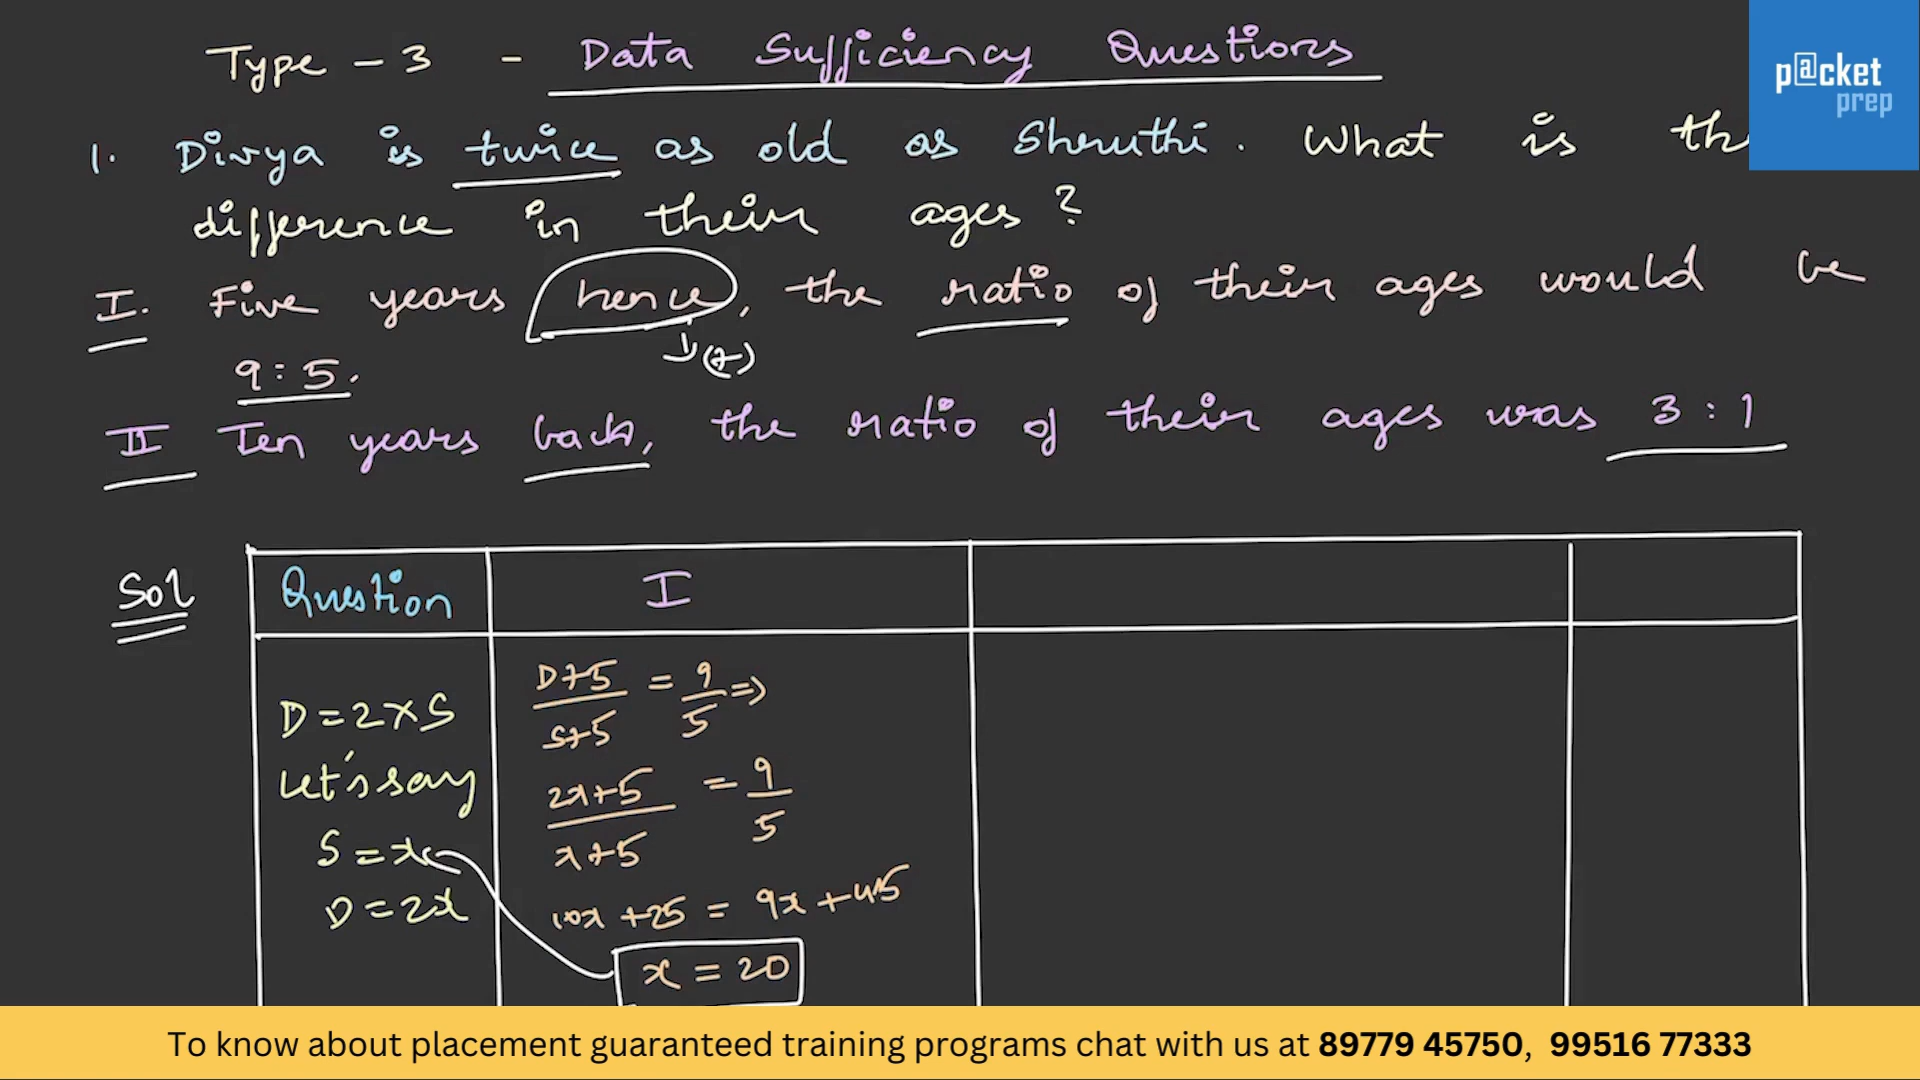 Type - 3 - Data Sufficiency Questions
p@cket
prep
1. Divya is twice as old as Shruthi. What is th
difference in their ages?
I. Five years hence, the ratio of their ages would be
↓(+)
9:5.
II Ten years back, the ratio of their ages was 3:1
Sol
Question
I
D+5/S+5 = 9/5 =>
D=2×S
2x+5/x+5 = 9/5
Let's say
S=x
D=2x
10x+25 = 9x+45
x = 20
To know about placement guaranteed training programs chat with us at 89779 45750, 99516 77333